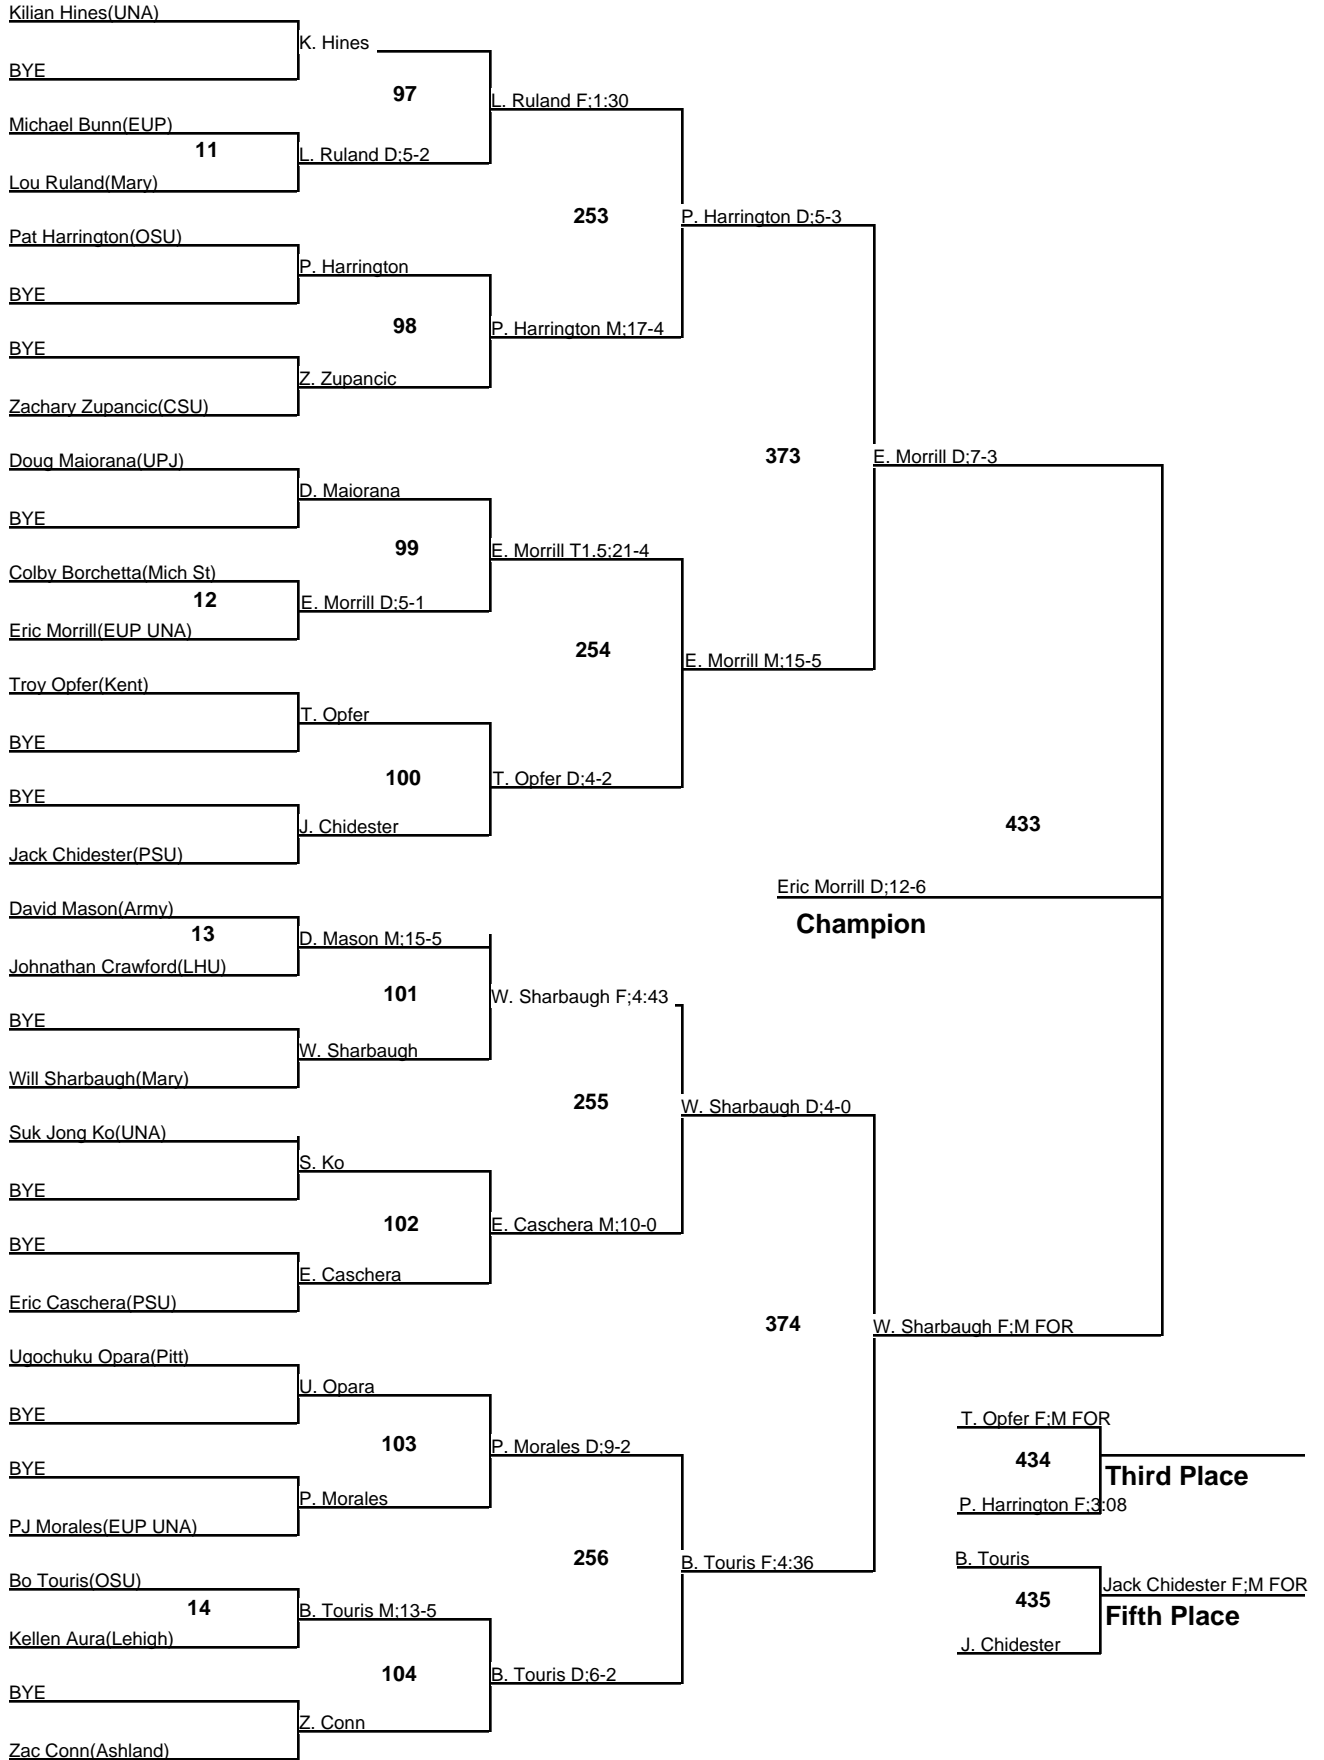 Kilian Hines(UNA)
K. Hines
BYE
97
L. Ruland F;1:30
Michael Bunn(EUP)
11
L. Ruland D;5-2
Lou Ruland(Mary)
253
P. Harrington D;5-3
Pat Harrington(OSU)
P. Harrington
BYE
98
P. Harrington M;17-4
BYE
Z. Zupancic
Zachary Zupancic(CSU)
373
E. Morrill D;7-3
Doug Maiorana(UPJ)
D. Maiorana
BYE
99
E. Morrill T1.5;21-4
Colby Borchetta(Mich St)
12
E. Morrill D;5-1
Eric Morrill(EUP UNA)
254
E. Morrill M;15-5
Troy Opfer(Kent)
T. Opfer
BYE
100
T. Opfer D;4-2
BYE
J. Chidester
433
Jack Chidester(PSU)
Eric Morrill D;12-6
Champion
David Mason(Army)
13
D. Mason M;15-5
Johnathan Crawford(LHU)
101
W. Sharbaugh F;4:43
BYE
W. Sharbaugh
Will Sharbaugh(Mary)
255
W. Sharbaugh D;4-0
Suk Jong Ko(UNA)
S. Ko
BYE
102
E. Caschera M;10-0
BYE
E. Caschera
Eric Caschera(PSU)
374
W. Sharbaugh F;M FOR
Ugochuku Opara(Pitt)
U. Opara
BYE
103
P. Morales D;9-2
BYE
P. Morales
PJ Morales(EUP UNA)
T. Opfer F;M FOR
434
Third Place
P. Harrington F;3:08
256
B. Touris F;4:36
Bo Touris(OSU)
14
B. Touris M;13-5
Kellen Aura(Lehigh)
104
B. Touris D;6-2
BYE
Z. Conn
Zac Conn(Ashland)
B. Touris
435
Jack Chidester F;M FOR
Fifth Place
J. Chidester